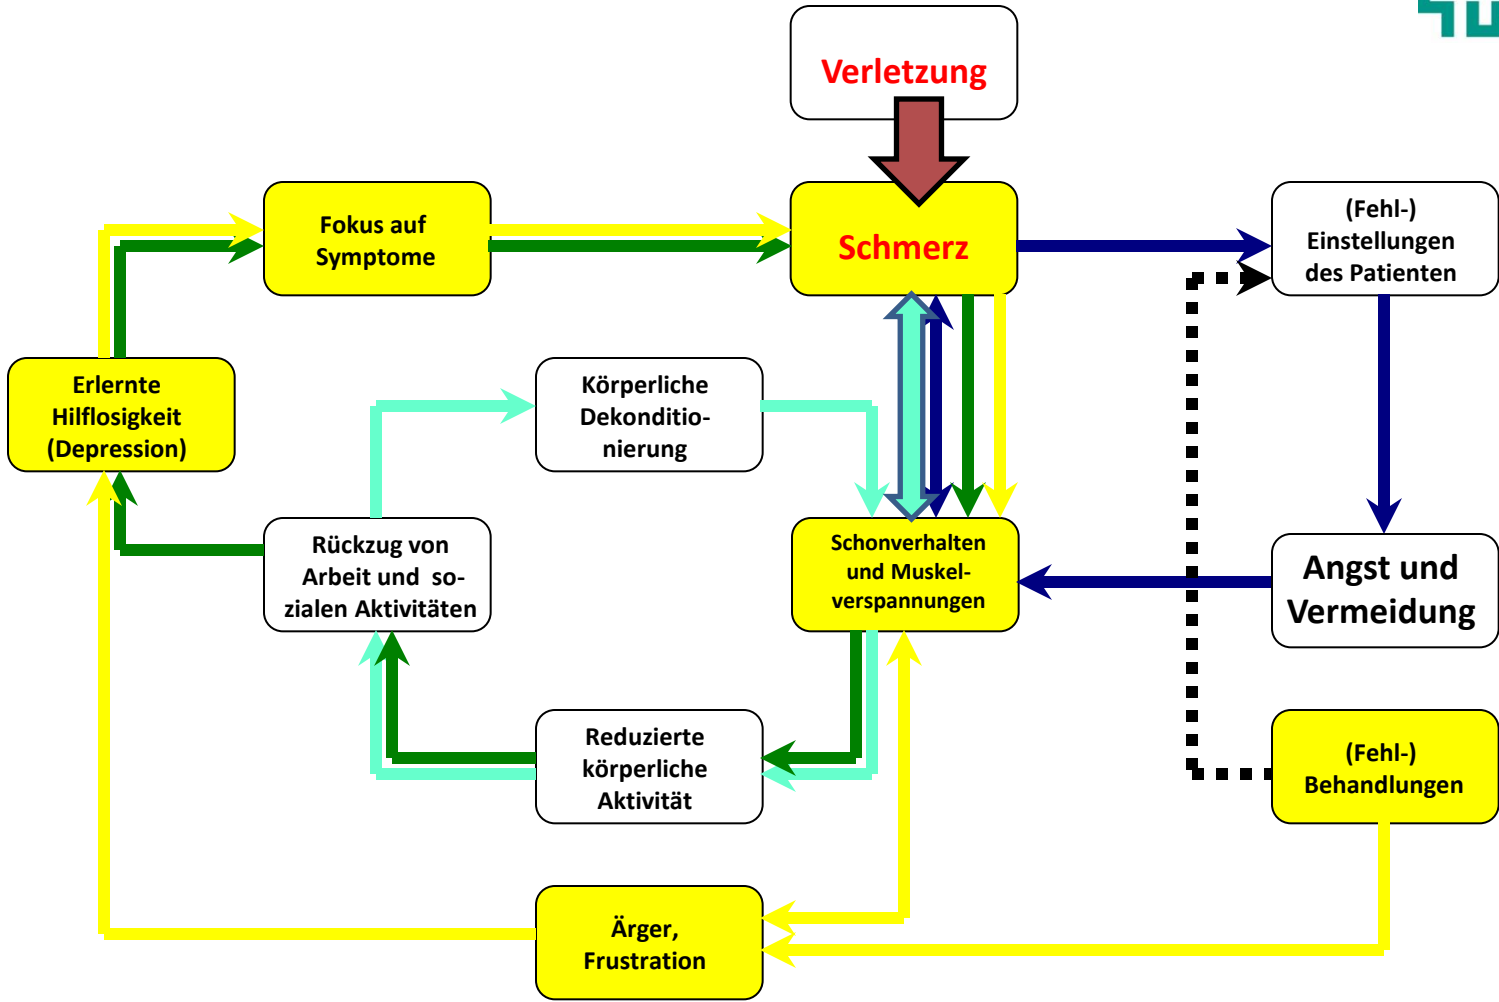 Verletzung
Fokus auf
Symptome
Schmerz
(Fehl-)
Einstellungen
des Patienten
Erlernte
Hilflosigkeit
(Depression)
Körperliche
Dekonditio-
nierung
Rückzug von
Arbeit und so-
zialen Aktivitäten
Schonverhalten
und Muskel-
verspannungen
Angst und
Vermeidung
Reduzierte
körperliche
Aktivität
(Fehl-)
Behandlungen
Ärger,
Frustration